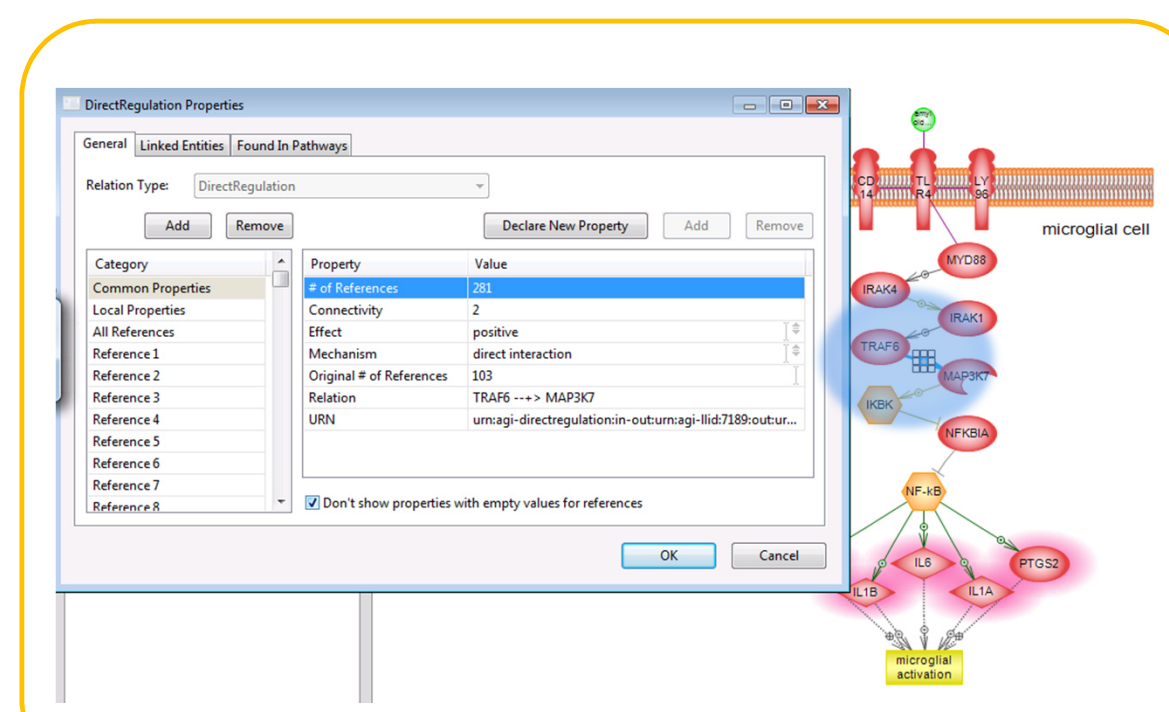 DirectRegulation Properties
General Linked Entities Found In Pathways
Relation Type: DirectRegulation
Add Remove Declare New Property Add Remove
Category
Common Properties
Local Properties
All References
Reference 1
Reference 2
Reference 3
Reference 4
Reference 5
Reference 6
Reference 7
Reference 8
Property Value
# of References 281
Connectivity 2
Effect positive
Mechanism direct interaction
Original # of References 103
Relation TRAF6 --+> MAP3K7
URN urn:agi-directregulation:in-out:urn:agi-llid:7189:out:ur...
Don't show properties with empty values for references
OK Cancel
CD
14
TL
R4
LY
96
microglial cell
MYD88
IRAK4
IRAK1
TRAF6
MAP3K7
IKBK
NFKBIA
NF-kB
IL6
PTGS2
IL1B
IL1A
microglial
activation